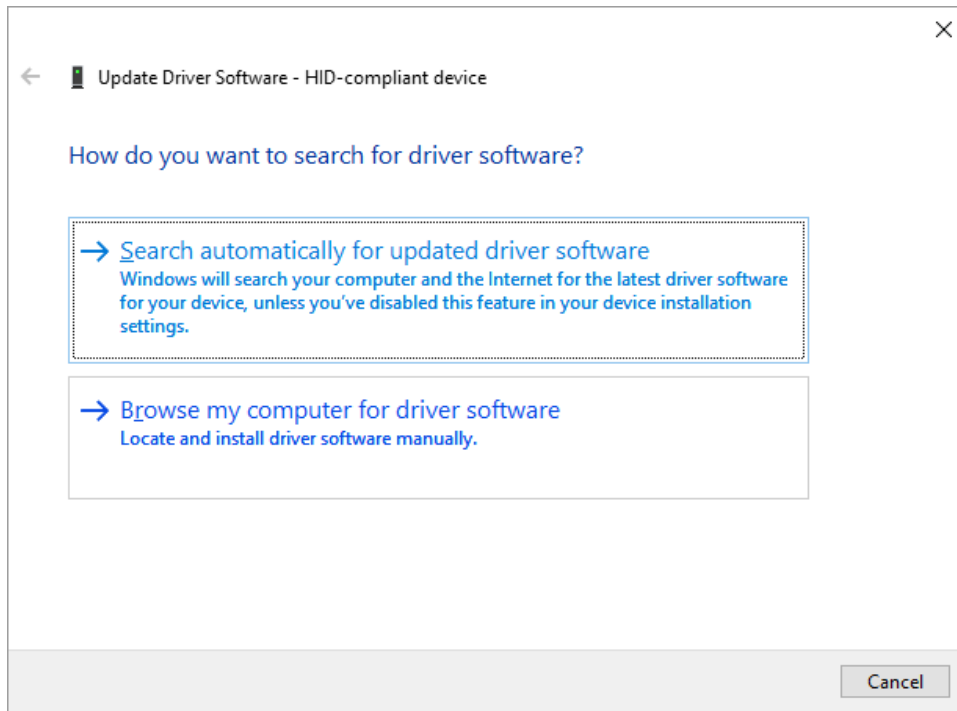 Update Driver Software - HID-compliant device
How do you want to search for driver software?
Search automatically for updated driver software
Windows will search your computer and the Internet for the latest driver software
for your device, unless you’ve disabled this feature in your device installation
settings.
Browse my computer for driver software
Locate and install driver software manually.
Cancel